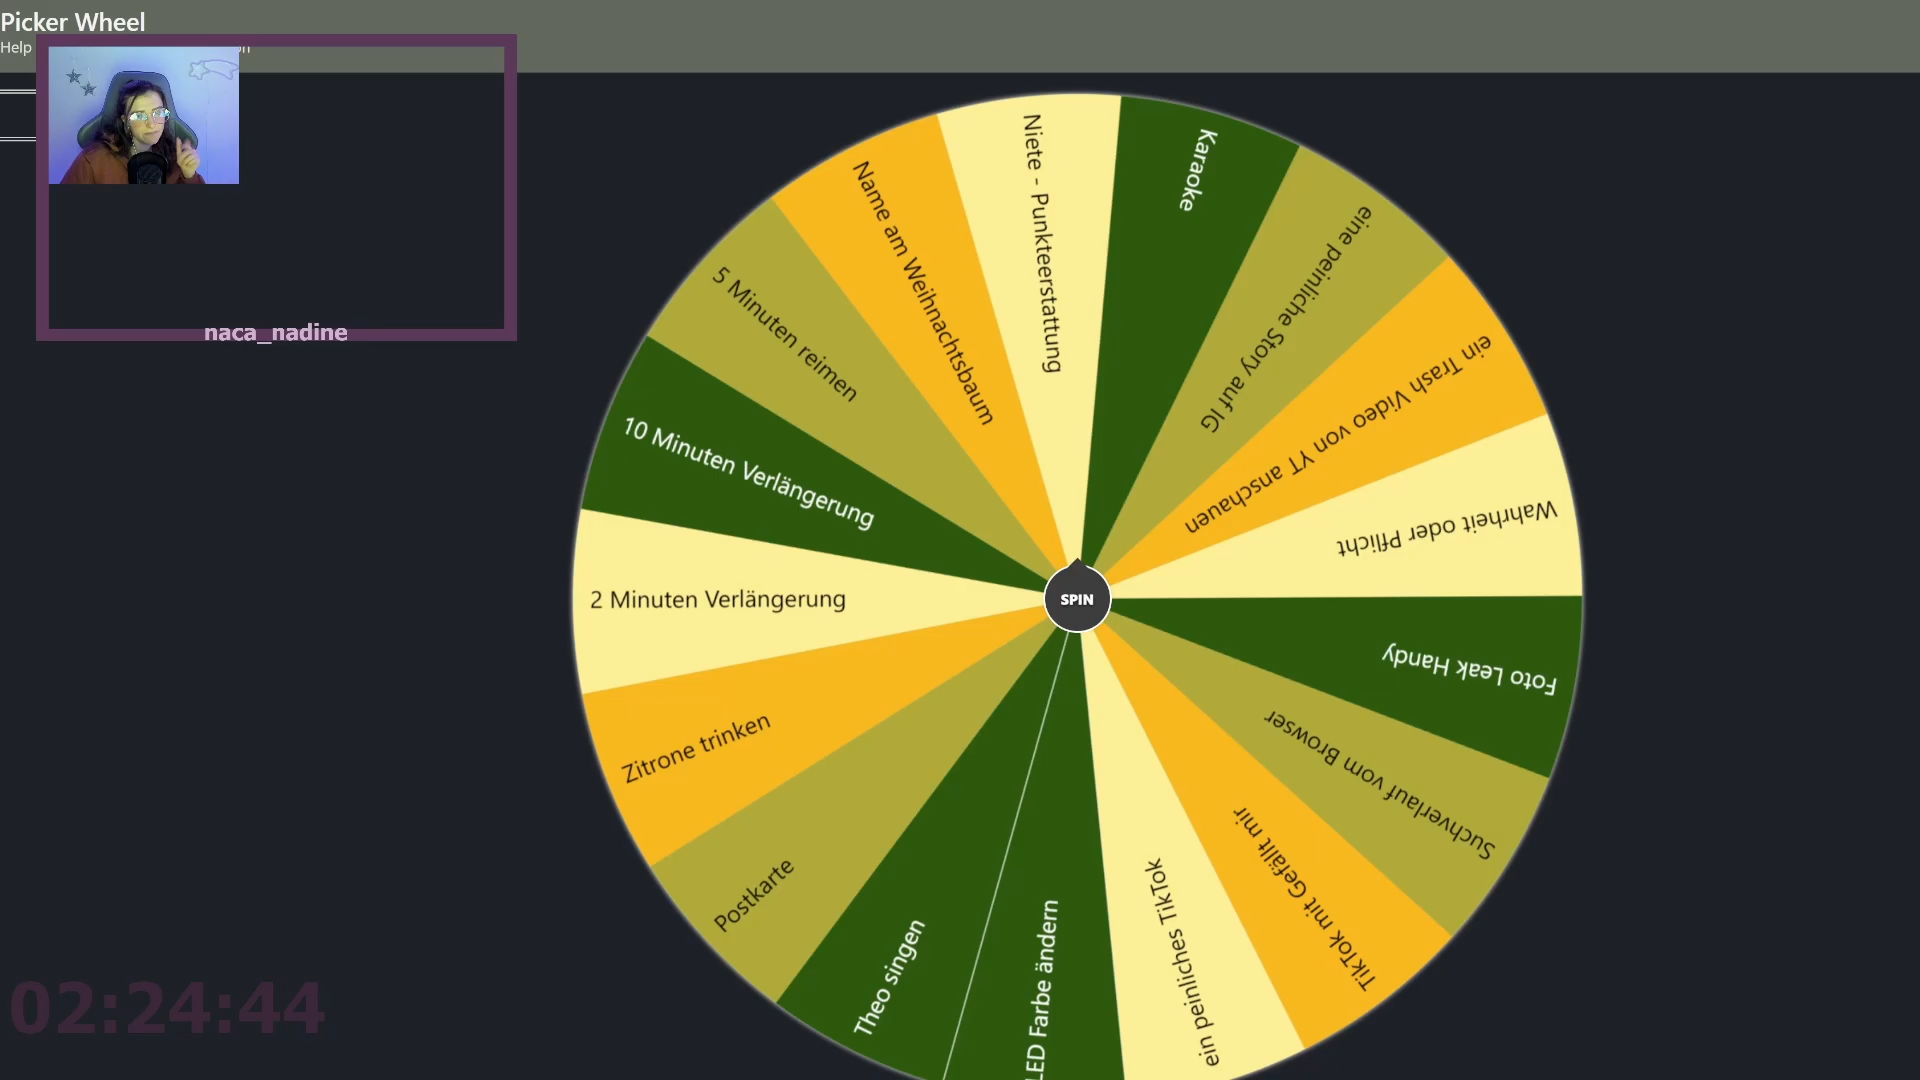 Picker Wheel
Help
naca_nadine
Niete - Punkteerstattung
Karaoke
eine peinliche Story auf IG
ein Trash Video von YT anschauen
Wahrheit oder Pflicht
Foto Leak Handy
Suchverlauf vom Browser
TikTok mit Gefällt mir
ein peinliches TikTok
LED Farbe ändern
Theo singen
Postkarte
Zitrone trinken
2 Minuten Verlängerung
10 Minuten Verlängerung
5 Minuten reimen
Name am Weihnachtsbaum
SPIN
02:24:44